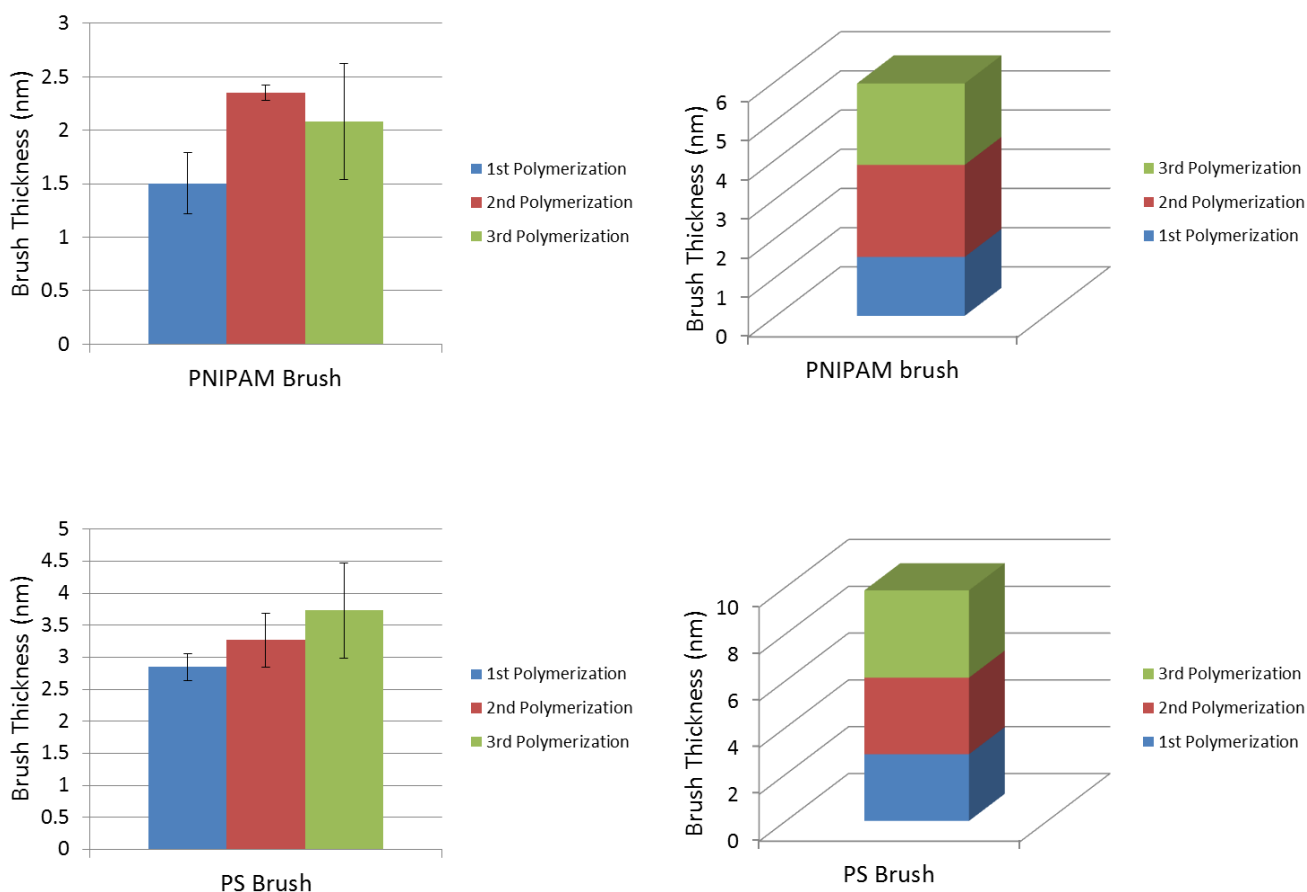 Brush Thickness (nm)
3
2.5
2
1.5
1
0.5
0
PNIPAM Brush
1st Polymerization
2nd Polymerization
3rd Polymerization
Brush Thickness (nm)
6
5
4
3
2
1
0
PNIPAM brush
3rd Polymerization
2nd Polymerization
1st Polymerization
Brush Thickness (nm)
5
4.5
4
3.5
3
2.5
2
1.5
1
0.5
0
PS Brush
1st Polymerization
2nd Polymerization
3rd Polymerization
Brush Thickness (nm)
10
8
6
4
2
0
PS Brush
3rd Polymerization
2nd Polymerization
1st Polymerization